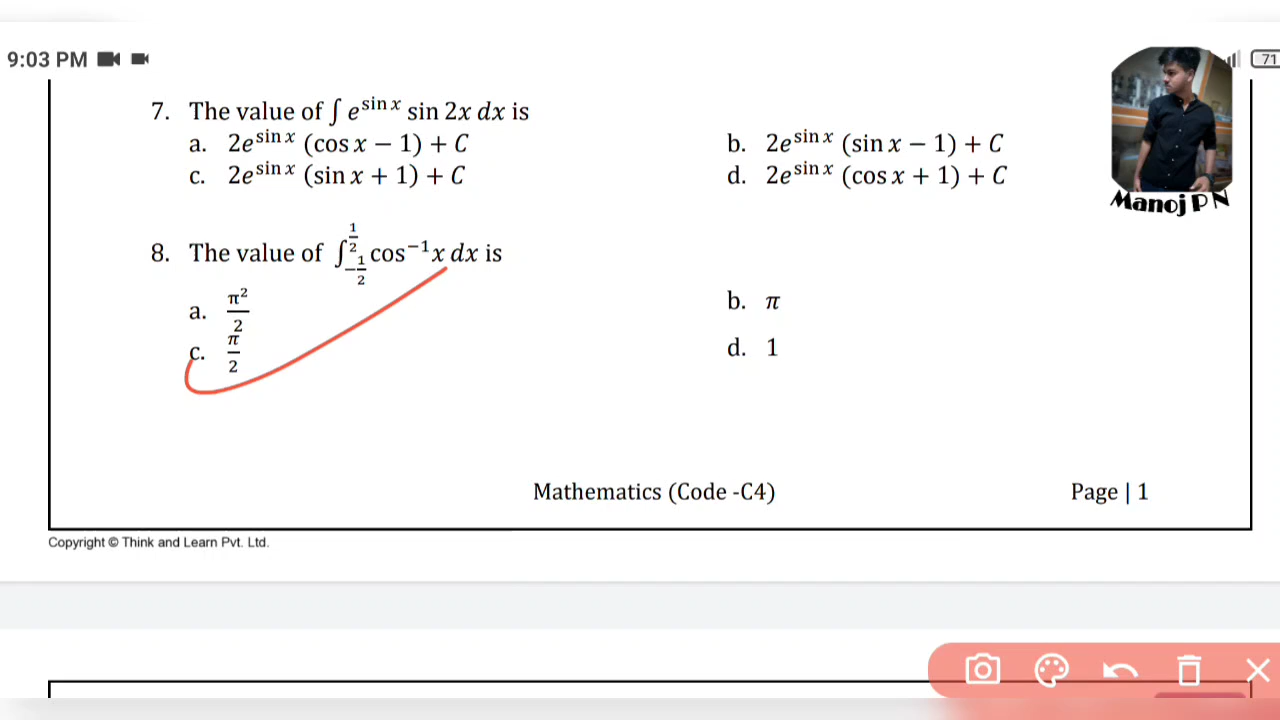 9:03 PM
71
7. The value of ∫ e^{sin x} sin 2x dx is
a. 2e^{sin x} (cos x − 1) + C
b. 2e^{sin x} (sin x − 1) + C
c. 2e^{sin x} (sin x + 1) + C
d. 2e^{sin x} (cos x + 1) + C
Manoj P N
8. The value of ∫_{-1/2}^{1/2} cos⁻¹x dx is
a. π²/2
b. π
c. π/2
d. 1
Mathematics (Code -C4)
Page | 1
Copyright © Think and Learn Pvt. Ltd.